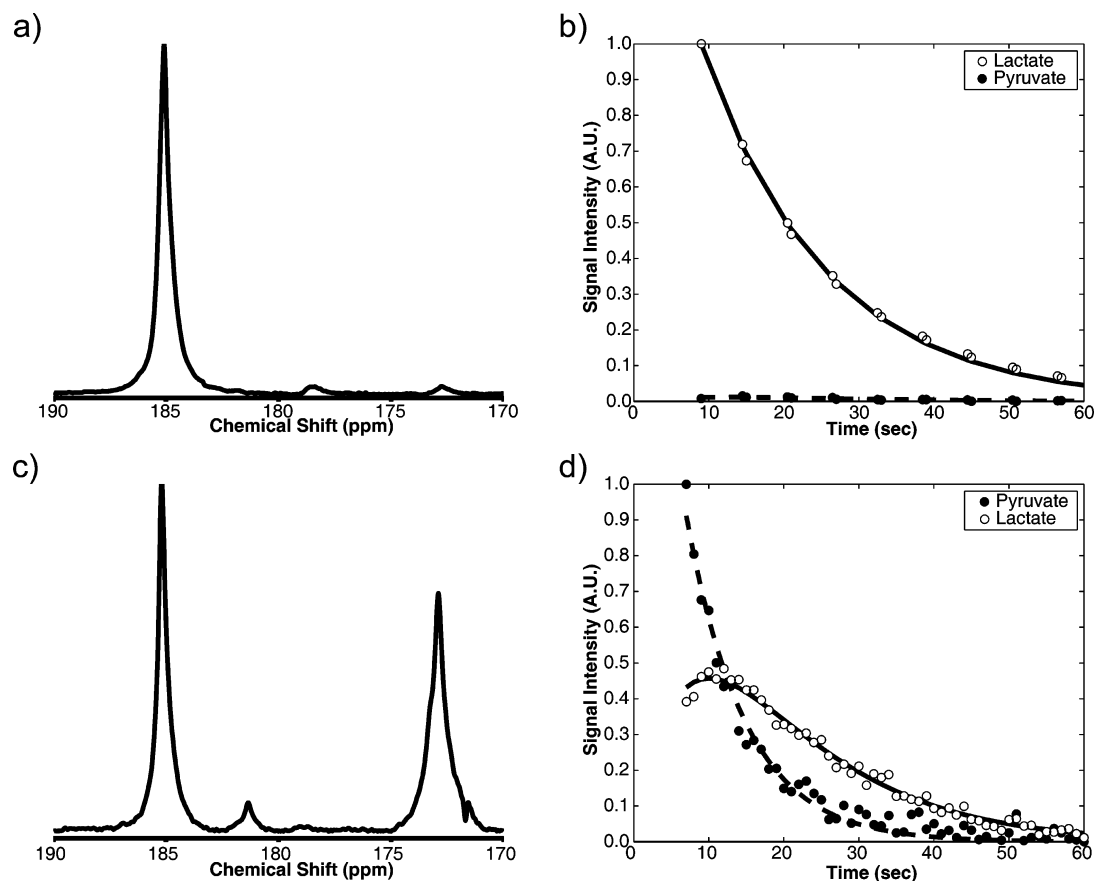 a)
190 185 180 175 170
Chemical Shift (ppm)
b)
1.0
0.9
0.8
0.7
0.6
0.5
0.4
0.3
0.2
0.1
0.0
Signal Intensity (A.U.)
Lactate
Pyruvate
0 10 20 30 40 50 60
Time (sec)
c)
190 185 180 175 170
Chemical Shift (ppm)
d)
1.0
0.9
0.8
0.7
0.6
0.5
0.4
0.3
0.2
0.1
0.0
Signal Intensity (A.U.)
Pyruvate
Lactate
0 10 20 30 40 50 60
Time (sec)